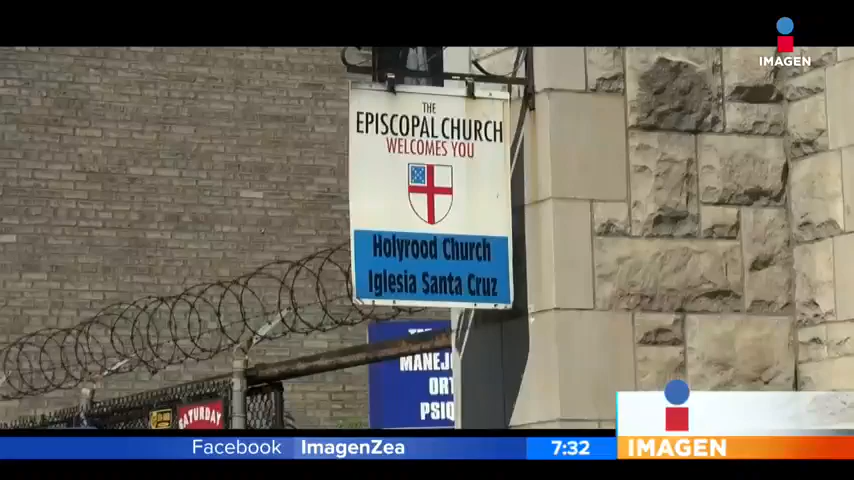 IMAGEN
THE
EPISCOPAL CHURCH
WELCOMES YOU
Holyrood Church
Iglesia Santa Cruz
MANEJ
ORT
PSIQ
SATURDAY
Facebook ImagenZea 7:32 IMAGEN